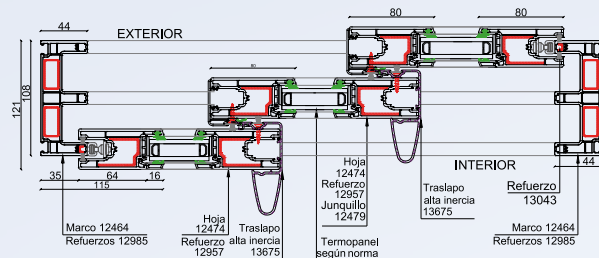 44
EXTERIOR
80
80
80
121
108
35
64
16
115
INTERIOR
44
Marco 12464
Refuerzos 12985
Hoja
12474
Refuerzo
12957
Traslapo
alta inercia
13675
Hoja
12474
Refuerzo
12957
Junquillo
12479
Termopanel
según norma
Traslapo
alta inercia
13675
Refuerzo
13043
Marco 12464
Refuerzos 12985